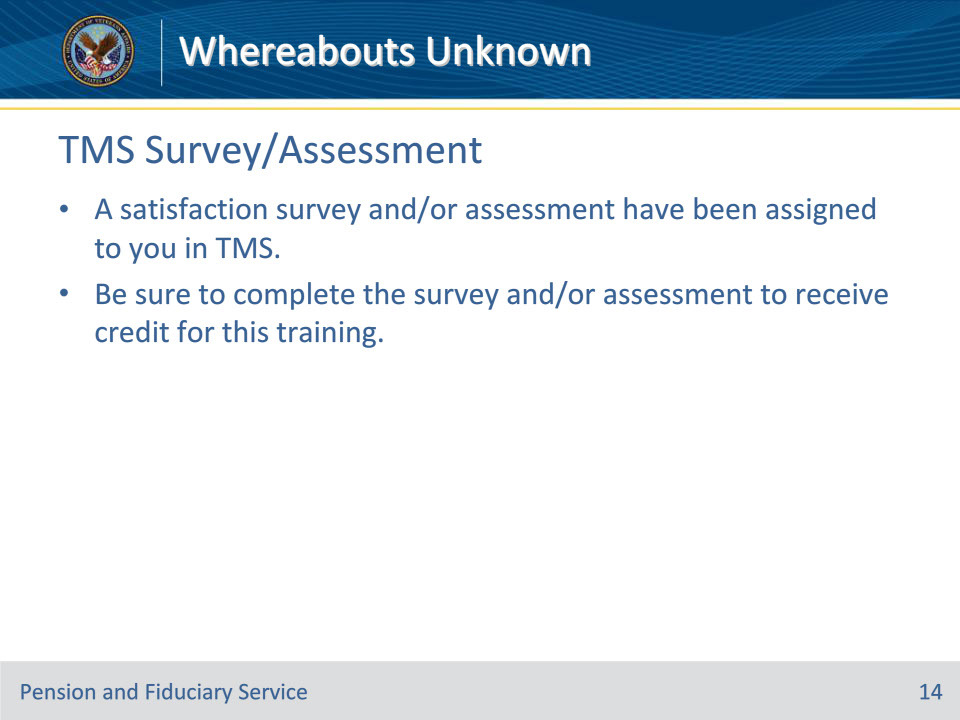 Whereabouts Unknown
TMS Survey/Assessment
• A satisfaction survey and/or assessment have been assigned
to you in TMS.
• Be sure to complete the survey and/or assessment to receive
credit for this training.
Pension and Fiduciary Service
14